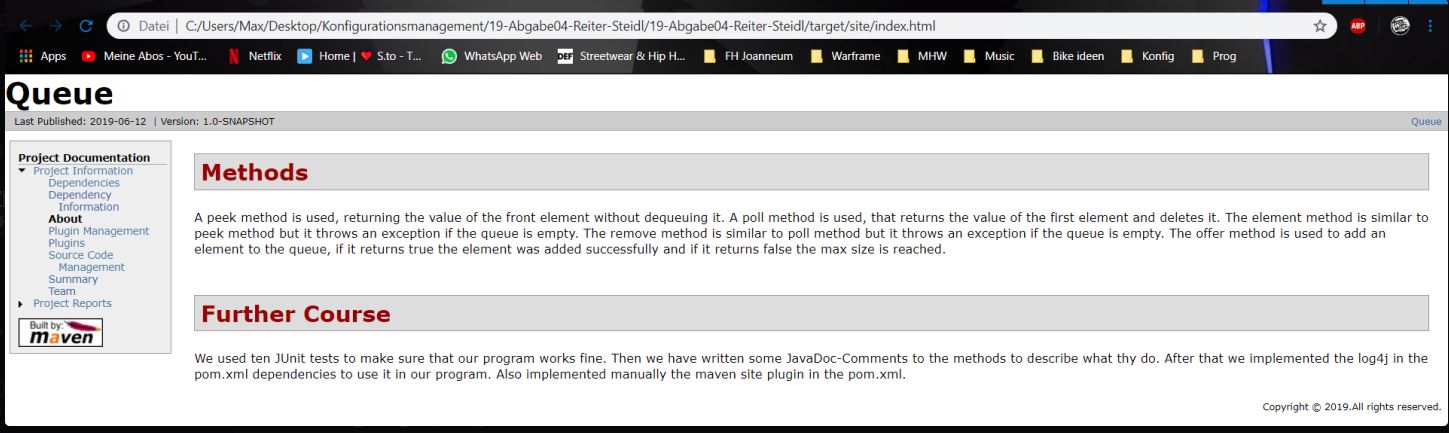 Datei | C:/Users/Max/Desktop/Konfigurationsmanagement/19-Abgabe04-Reiter-Steidl/19-Abgabe04-Reiter-Steidl/target/site/index.html
ABP
Apps Meine Abos - YouT... Netflix Home | ❤ S.to - T... WhatsApp Web DEF Streetwear & Hip H... FH Joanneum Warframe MHW Music Bike ideen Konfig Prog
Queue
Last Published: 2019-06-12 | Version: 1.0-SNAPSHOT
Queue
Project Documentation
Project Information
Dependencies
Dependency
Information
About
Plugin Management
Plugins
Source Code
Management
Summary
Team
Project Reports
Built by:
maven
Methods
A peek method is used, returning the value of the front element without dequeuing it. A poll method is used, that returns the value of the first element and deletes it. The element method is similar to
peek method but it throws an exception if the queue is empty. The remove method is similar to poll method but it throws an exception if the queue is empty. The offer method is used to add an
element to the queue, if it returns true the element was added successfully and if it returns false the max size is reached.
Further Course
We used ten JUnit tests to make sure that our program works fine. Then we have written some JavaDoc-Comments to the methods to describe what thy do. After that we implemented the log4j in the
pom.xml dependencies to use it in our program. Also implemented manually the maven site plugin in the pom.xml.
Copyright © 2019.All rights reserved.